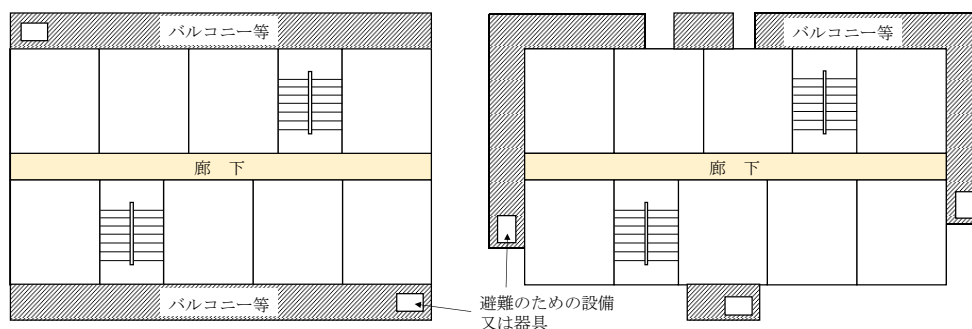 バルコニー等
バルコニー等
廊 下
廊 下
バルコニー等
避難のための設備
又は器具